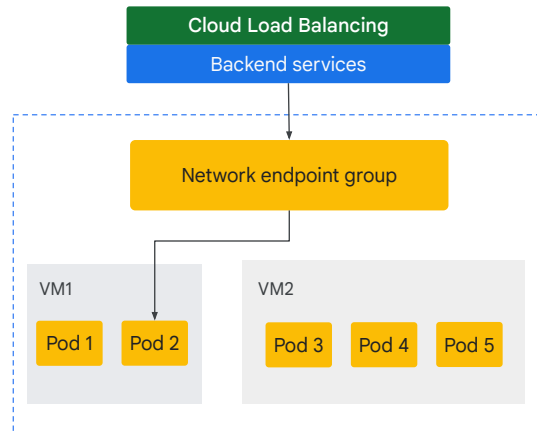 Cloud Load Balancing
Backend services
Network endpoint group
VM1
VM2
Pod 1
Pod 2
Pod 3
Pod 4
Pod 5